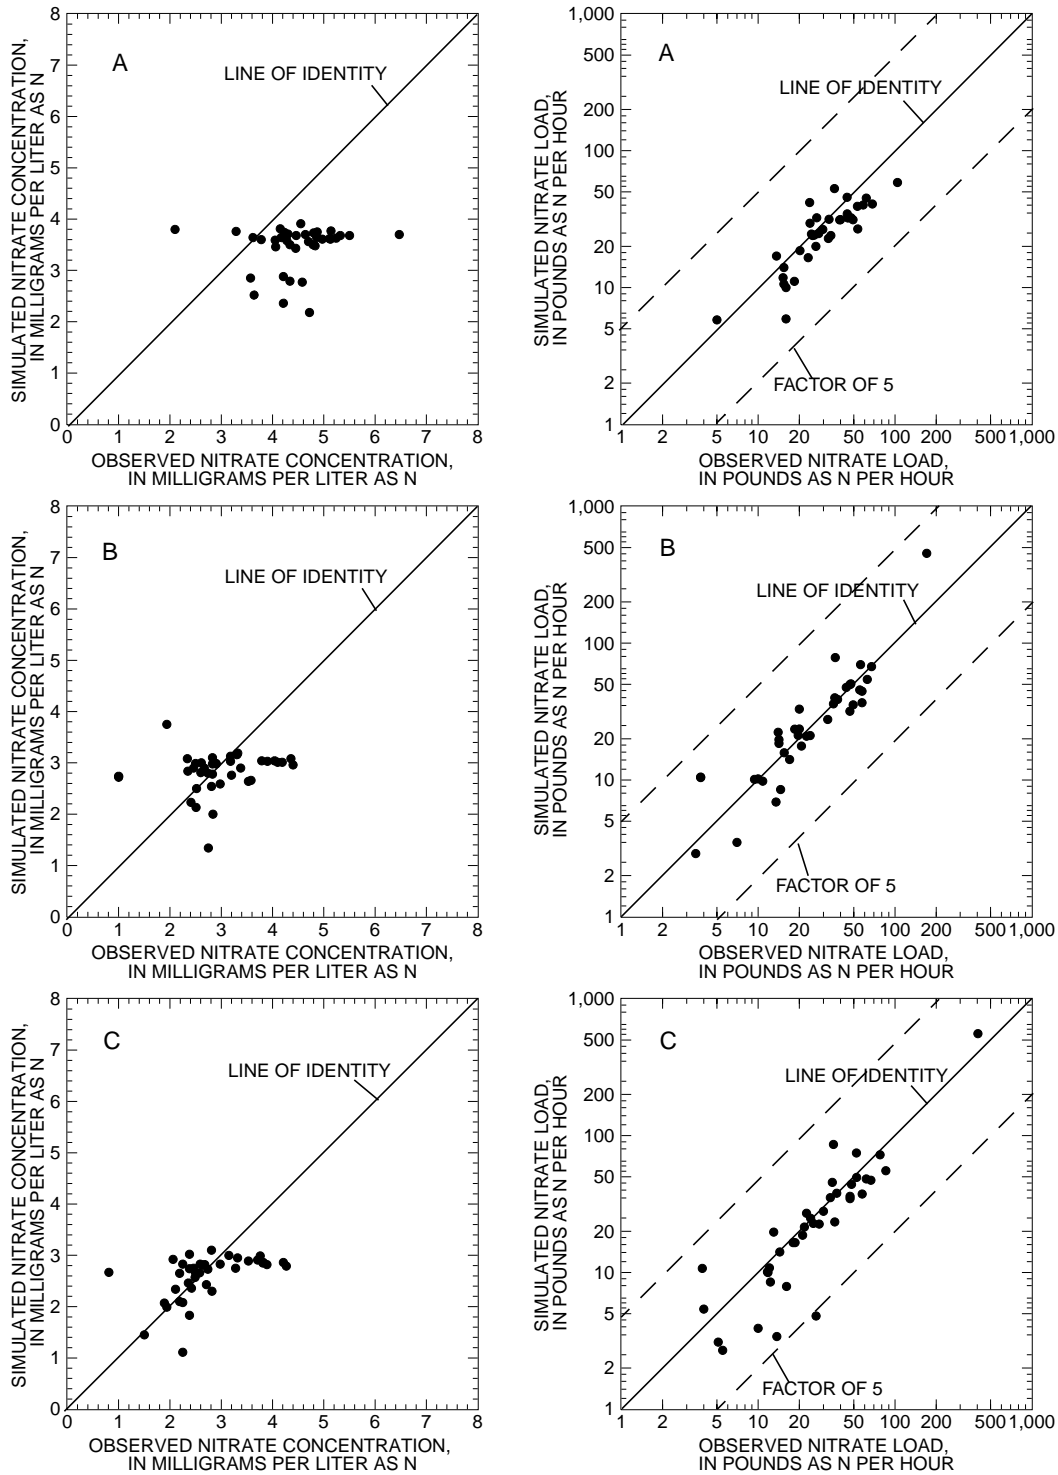 8
7
6
5
4
3
2
1
0
SIMULATED NITRATE CONCENTRATION,
IN MILLIGRAMS PER LITER AS N
A
LINE OF IDENTITY
0 1 2 3 4 5 6 7 8
OBSERVED NITRATE CONCENTRATION,
IN MILLIGRAMS PER LITER AS N
1,000
500
200
100
50
20
10
5
2
1
SIMULATED NITRATE LOAD,
IN POUNDS AS N PER HOUR
A
LINE OF IDENTITY
FACTOR OF 5
1 2 5 10 20 50 100 200 500 1,000
OBSERVED NITRATE LOAD,
IN POUNDS AS N PER HOUR
8
7
6
5
4
3
2
1
0
SIMULATED NITRATE CONCENTRATION,
IN MILLIGRAMS PER LITER AS N
B
LINE OF IDENTITY
0 1 2 3 4 5 6 7 8
OBSERVED NITRATE CONCENTRATION,
IN MILLIGRAMS PER LITER AS N
1,000
500
200
100
50
20
10
5
2
1
SIMULATED NITRATE LOAD,
IN POUNDS AS N PER HOUR
B
LINE OF IDENTITY
FACTOR OF 5
1 2 5 10 20 50 100 200 500 1,000
OBSERVED NITRATE LOAD,
IN POUNDS AS N PER HOUR
8
7
6
5
4
3
2
1
0
SIMULATED NITRATE CONCENTRATION,
IN MILLIGRAMS PER LITER AS N
C
LINE OF IDENTITY
0 1 2 3 4 5 6 7 8
OBSERVED NITRATE CONCENTRATION,
IN MILLIGRAMS PER LITER AS N
1,000
500
200
100
50
20
10
5
2
1
SIMULATED NITRATE LOAD,
IN POUNDS AS N PER HOUR
C
LINE OF IDENTITY
FACTOR OF 5
1 2 5 10 20 50 100 200 500 1,000
OBSERVED NITRATE LOAD,
IN POUNDS AS N PER HOUR